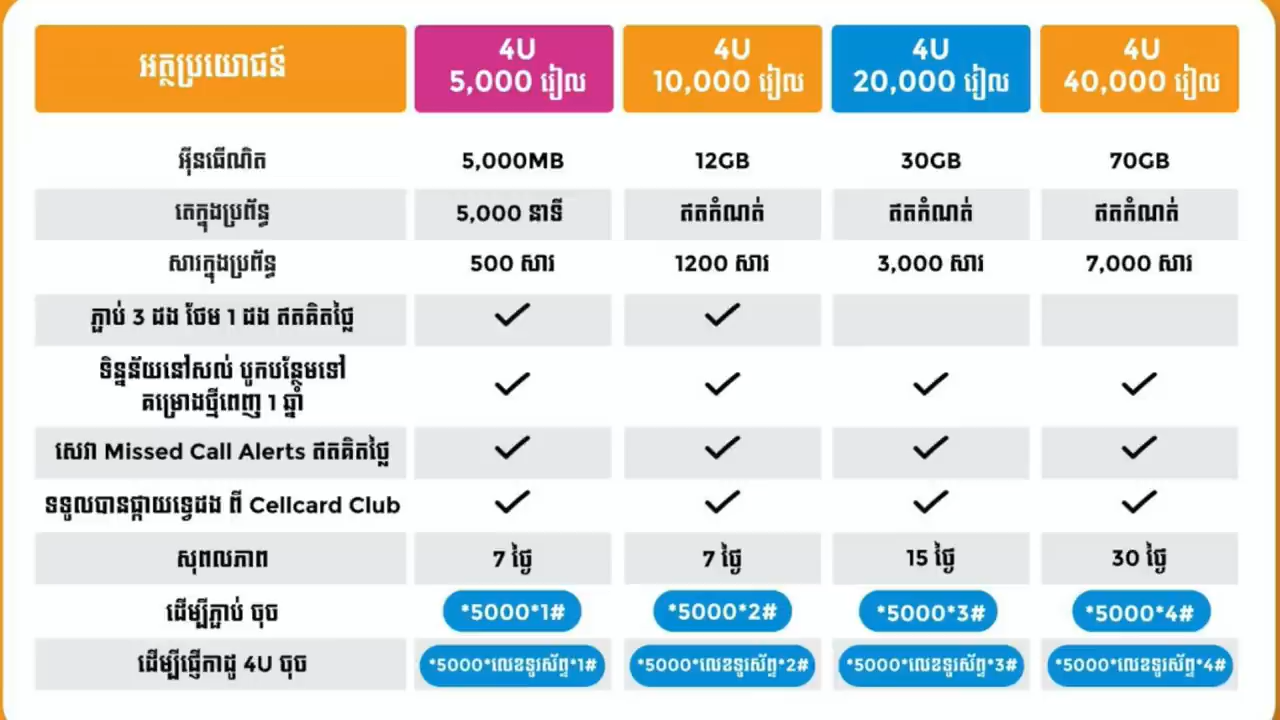 អត្ថប្រយោជន៍
4U
5,000 រៀល
4U
10,000 រៀល
4U
20,000 រៀល
4U
40,000 រៀល
អ៊ីនធើណិត 5,000MB 12GB 30GB 70GB
តេក្នុងប្រព័ន្ធ 5,000 នាទី ឥតកំណត់ ឥតកំណត់ ឥតកំណត់
សារក្នុងប្រព័ន្ធ 500 សារ 1200 សារ 3,000 សារ 7,000 សារ
ភ្ជាប់ 3 ដង ថែម 1 ដង ឥតគិតថ្លៃ ✓ ✓
ទិន្នន័យនៅសល់ បូកបន្ថែមទៅ
គម្រោងថ្មីពេញ 1 ឆ្នាំ ✓ ✓ ✓ ✓
សេវា Missed Call Alerts ឥតគិតថ្លៃ ✓ ✓ ✓ ✓
ទទួលបានផ្កាយទ្វេដង ពី Cellcard Club ✓ ✓ ✓ ✓
សុពលភាព 7 ថ្ងៃ 7 ថ្ងៃ 15 ថ្ងៃ 30 ថ្ងៃ
ដើម្បីភ្ជាប់ ចុច *5000*1# *5000*2# *5000*3# *5000*4#
ដើម្បីផ្ញើកាដូ 4U ចុច *5000*លេខទូរស័ព្ទ*1# *5000*លេខទូរស័ព្ទ*2# *5000*លេខទូរស័ព្ទ*3# *5000*លេខទូរស័ព្ទ*4#